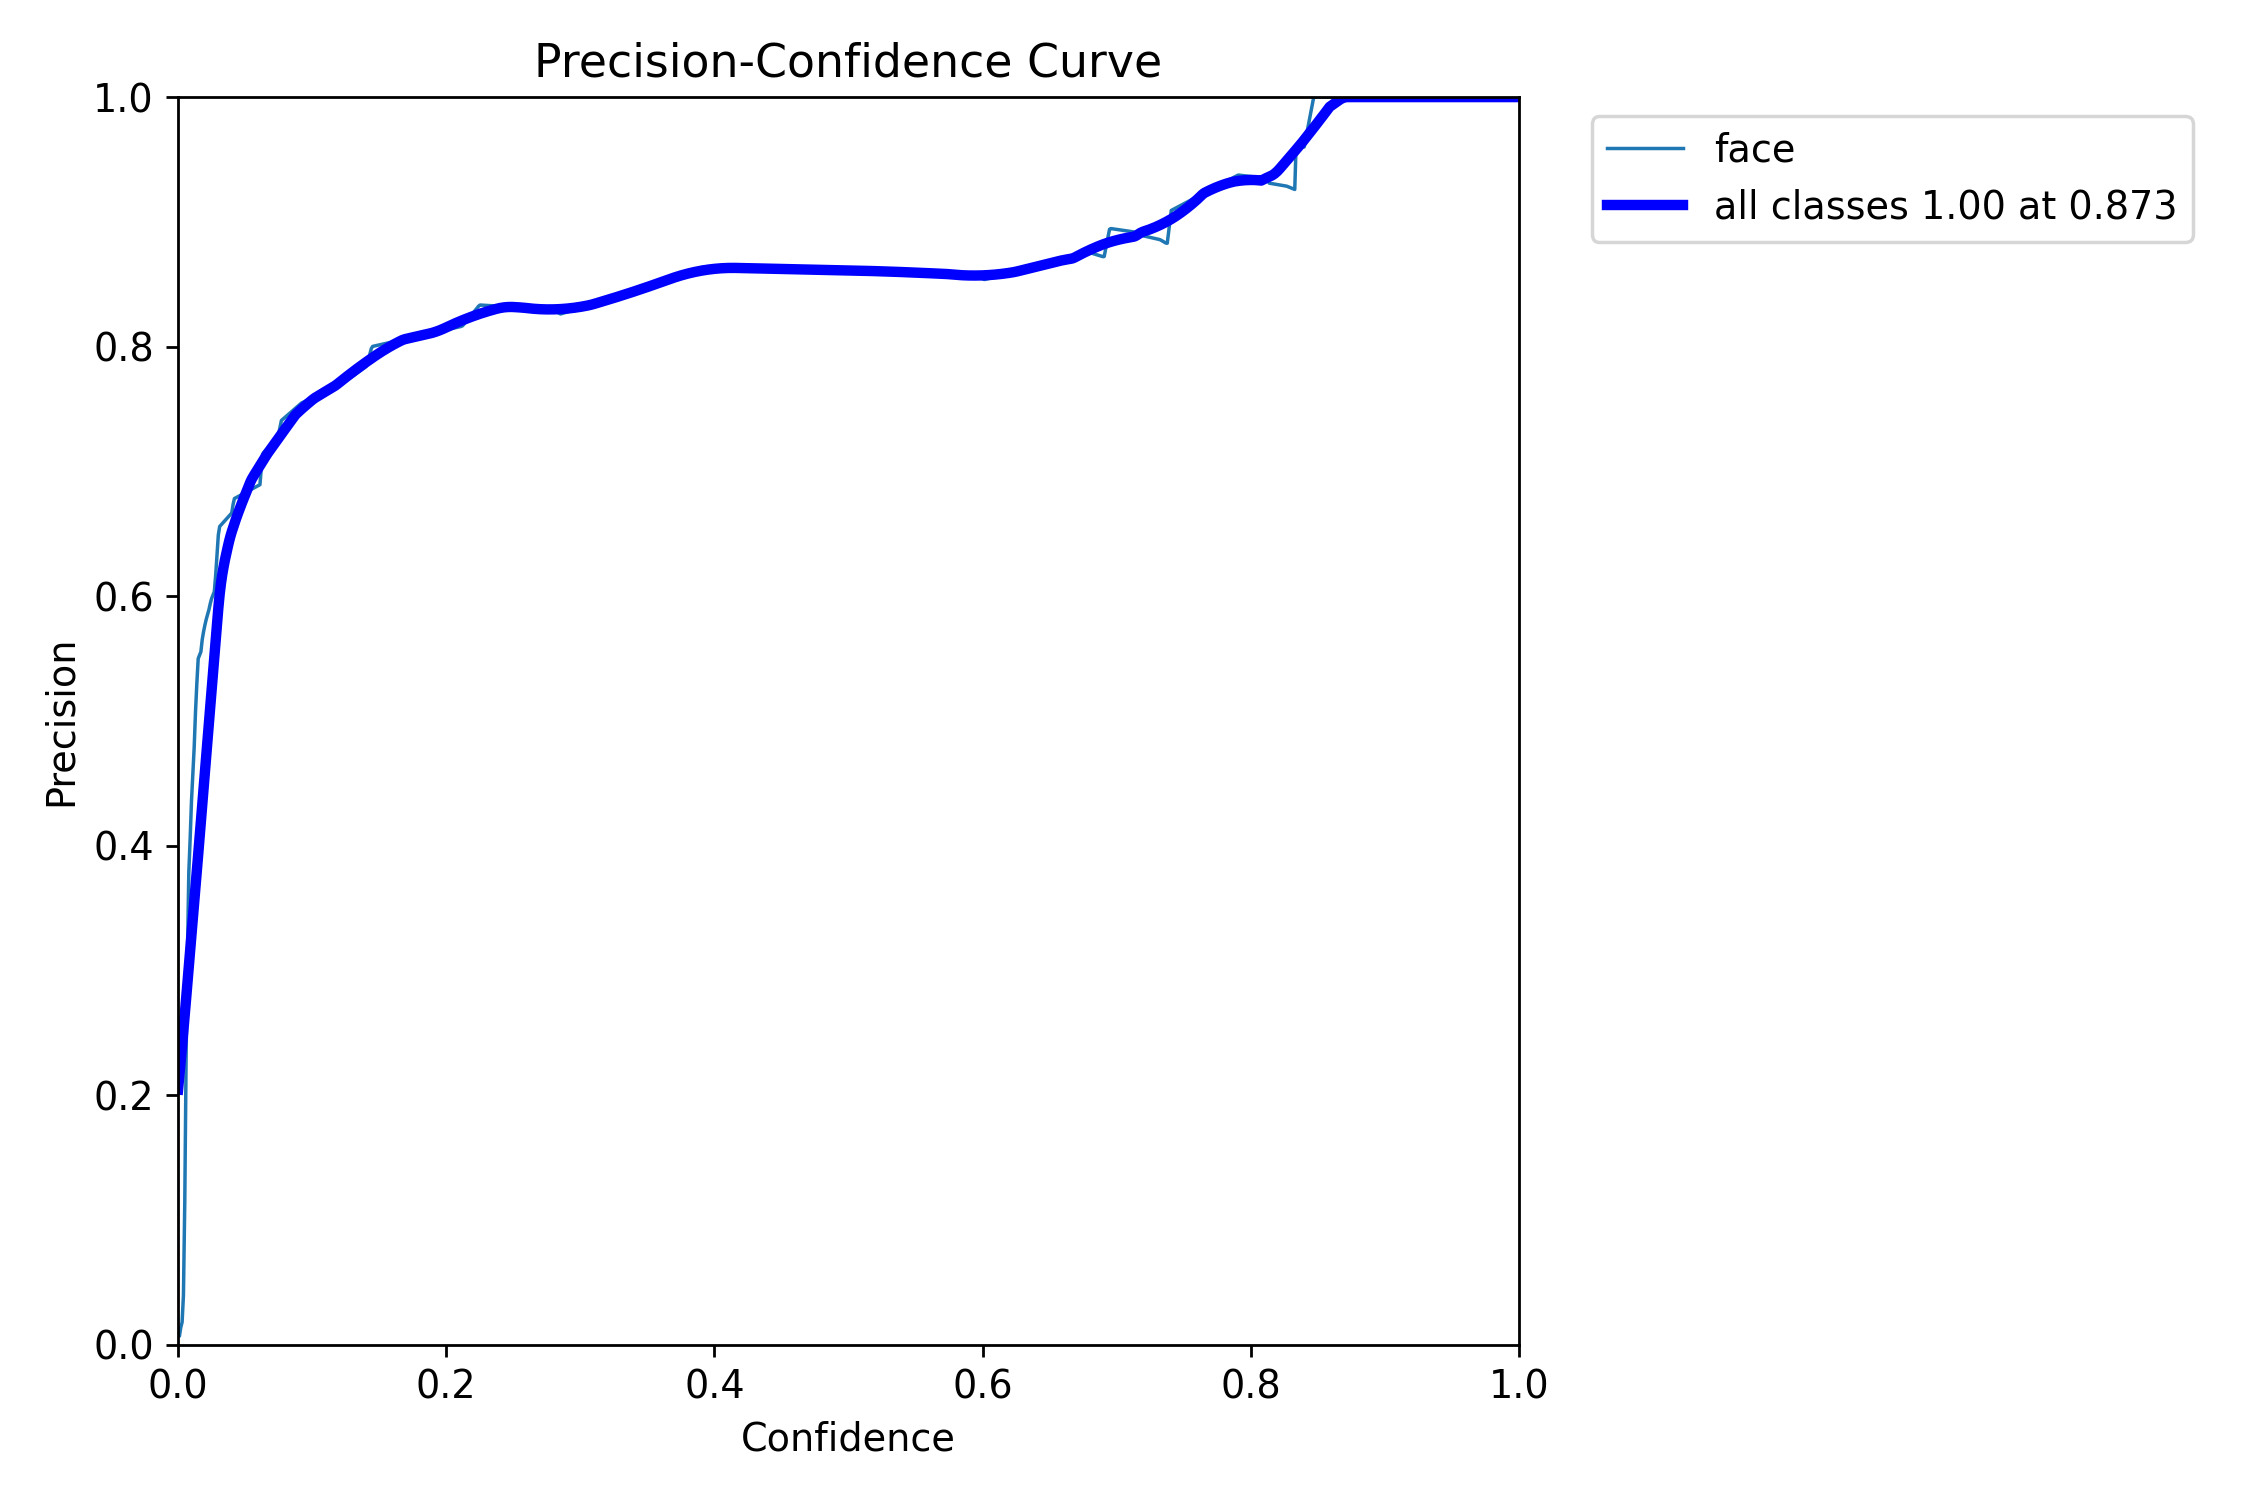 Precision-Confidence Curve
1.0
0.8
0.6
0.4
0.2
0.0
Precision
0.0 0.2 0.4 0.6 0.8 1.0
Confidence
face
all classes 1.00 at 0.873